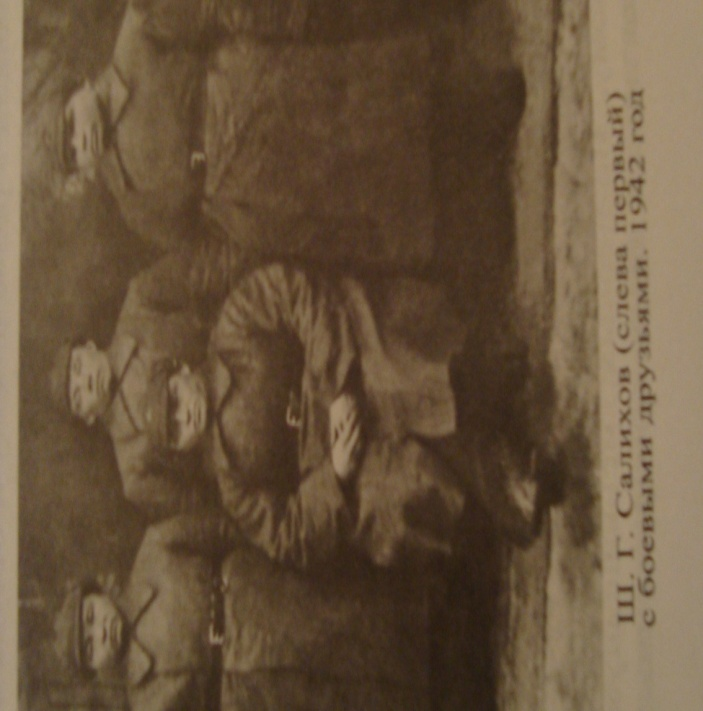 Ш. Г. Салихов (слева первый)
с боевыми друзьями. 1942 год